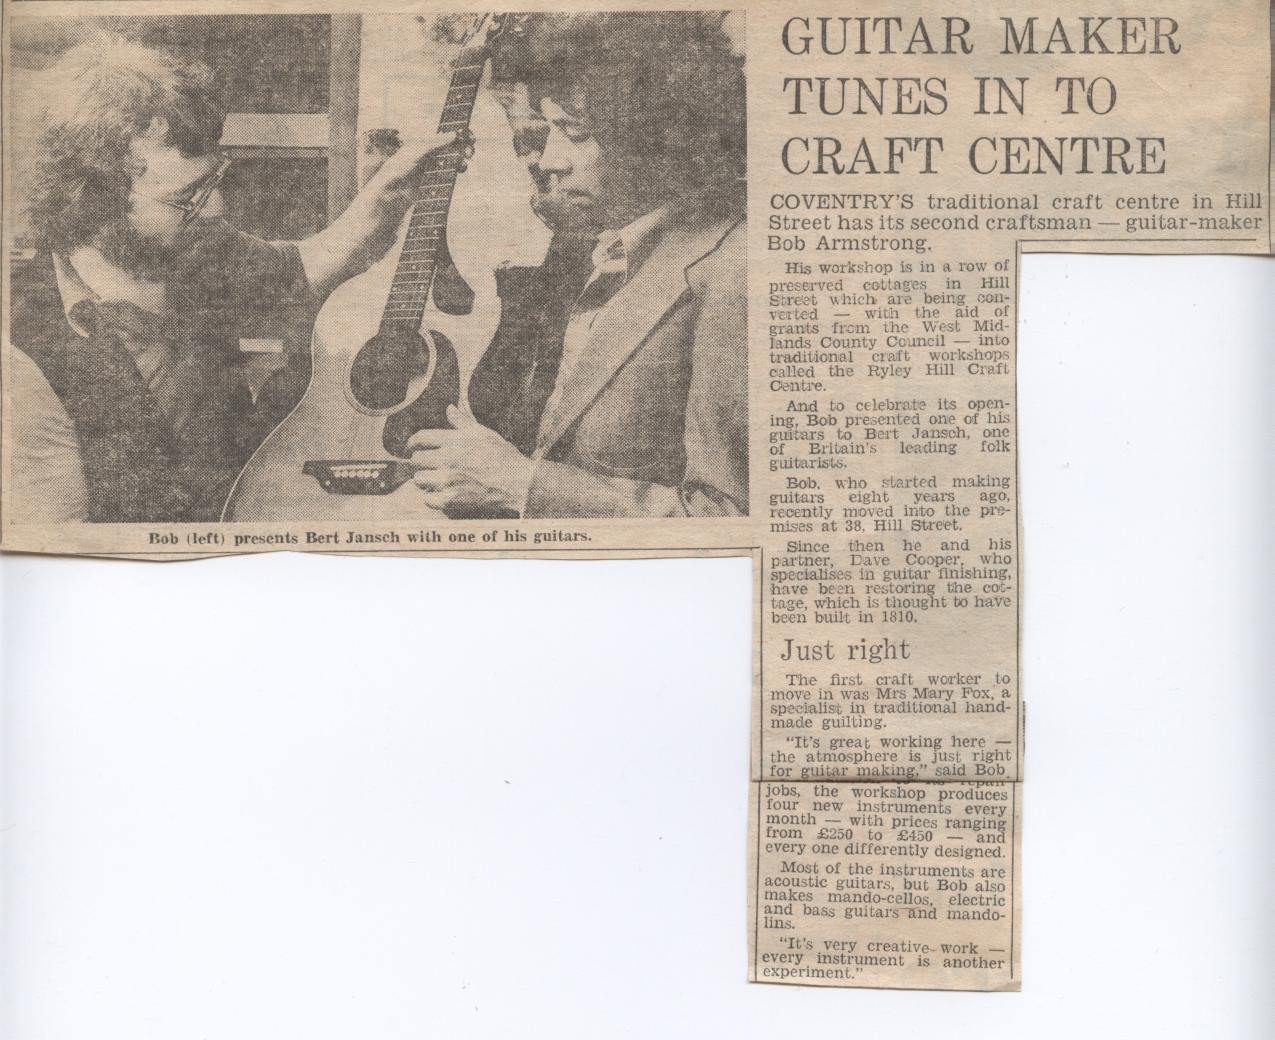 GUITAR MAKER
TUNES IN TO
CRAFT CENTRE
COVENTRY'S traditional craft centre in Hill
Street has its second craftsman — guitar-maker
Bob Armstrong.
His workshop is in a row of
preserved cottages in Hill
Street which are being con-
verted — with the aid of
grants from the West Mid-
lands County Council — into
traditional craft workshops
called the Ryley Hill Craft
Centre.
And to celebrate its open-
ing, Bob presented one of his
guitars to Bert Jansch, one
of Britain's leading folk
guitarists.
Bob, who started making
guitars eight years ago,
recently moved into the pre-
mises at 38, Hill Street.
Since then he and his
partner, Dave Cooper, who
specialises in guitar finishing,
have been restoring the cot-
tage, which is thought to have
been built in 1810.
Just right
The first craft worker to
move in was Mrs Mary Fox, a
specialist in traditional hand-
made guilting.
"It's great working here —
the atmosphere is just right
for guitar making," said Bob
repair
jobs, the workshop produces
four new instruments every
month — with prices ranging
from £250 to £450 — and
every one differently designed.
Most of the instruments are
acoustic guitars, but Bob also
makes mando-cellos, electric
and bass guitars and mando-
lins.
"It's very creative work —
every instrument is another
experiment."
Bob (left) presents Bert Jansch with one of his guitars.